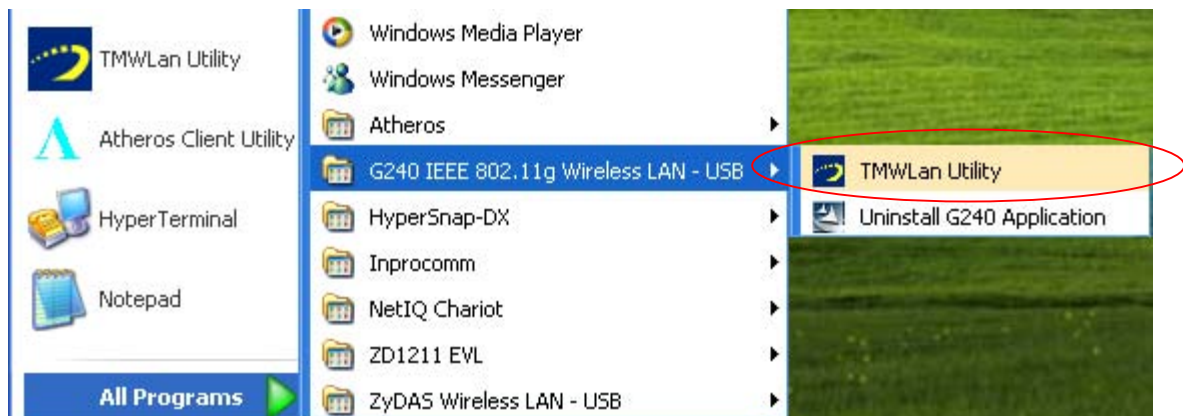 TMWLan Utility
Atheros Client Utility
HyperTerminal
Notepad
All Programs
Windows Media Player
Windows Messenger
Atheros
G240 IEEE 802.11g Wireless LAN - USB
HyperSnap-DX
Inprocomm
NetIQ Chariot
ZD1211 EVL
ZyDAS Wireless LAN - USB
TMWLan Utility
Uninstall G240 Application